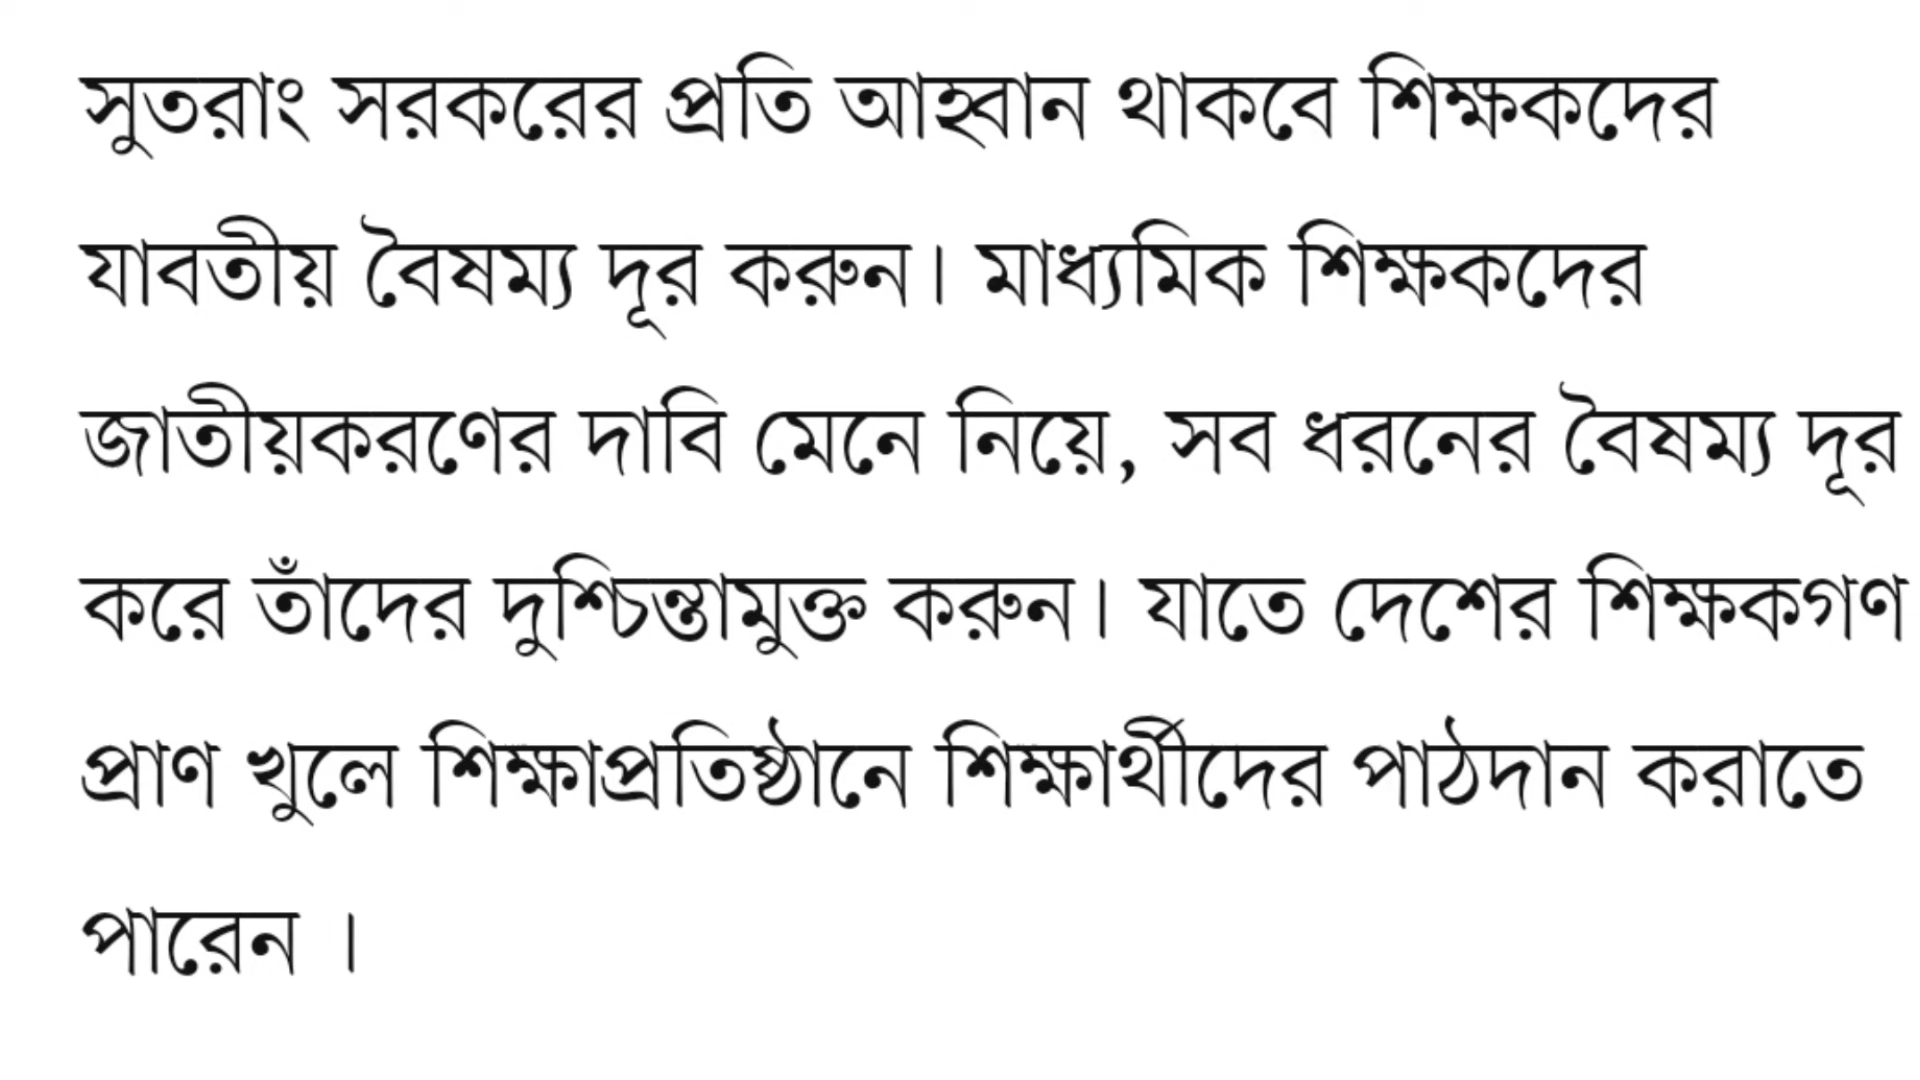 সুতরাং সরকরের প্রতি আহ্বান থাকবে শিক্ষকদের
যাবতীয় বৈষম্য দূর করুন। মাধ্যমিক শিক্ষকদের
জাতীয়করণের দাবি মেনে নিয়ে, সব ধরনের বৈষম্য দূর
করে তাঁদের দুশ্চিন্তামুক্ত করুন। যাতে দেশের শিক্ষকগণ
প্রাণ খুলে শিক্ষাপ্রতিষ্ঠানে শিক্ষার্থীদের পাঠদান করাতে
পারেন ।